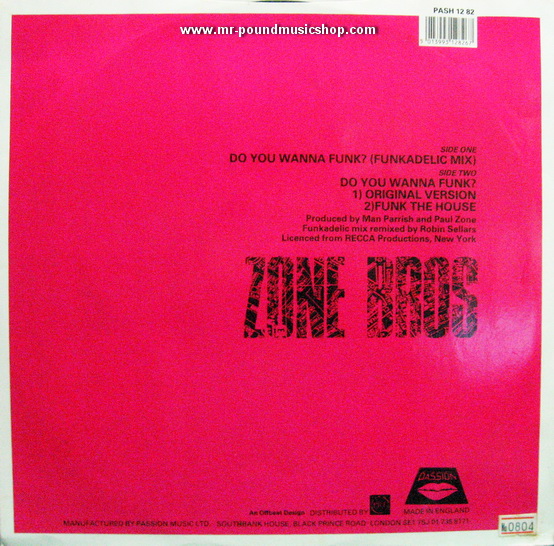 www.mr-poundmusicshop.com
PASH 12 82
SIDE ONE
DO YOU WANNA FUNK? (FUNKADELIC MIX)
SIDE TWO
DO YOU WANNA FUNK?
1) ORIGINAL VERSION
2)FUNK THE HOUSE
Produced by Man Parrish and Paul Zone
Funkadelic mix remixed by Robin Sellars
Licenced from RECCA Productions, New York
ZONE BROS
PASSION
An Offbeat Design DISTRIBUTED BY
MADE IN ENGLAND
MANUFACTURED BY PASSION MUSIC LTD. SOUTHBANK HOUSE, BLACK PRINCE ROAD LONDON SE1
0804